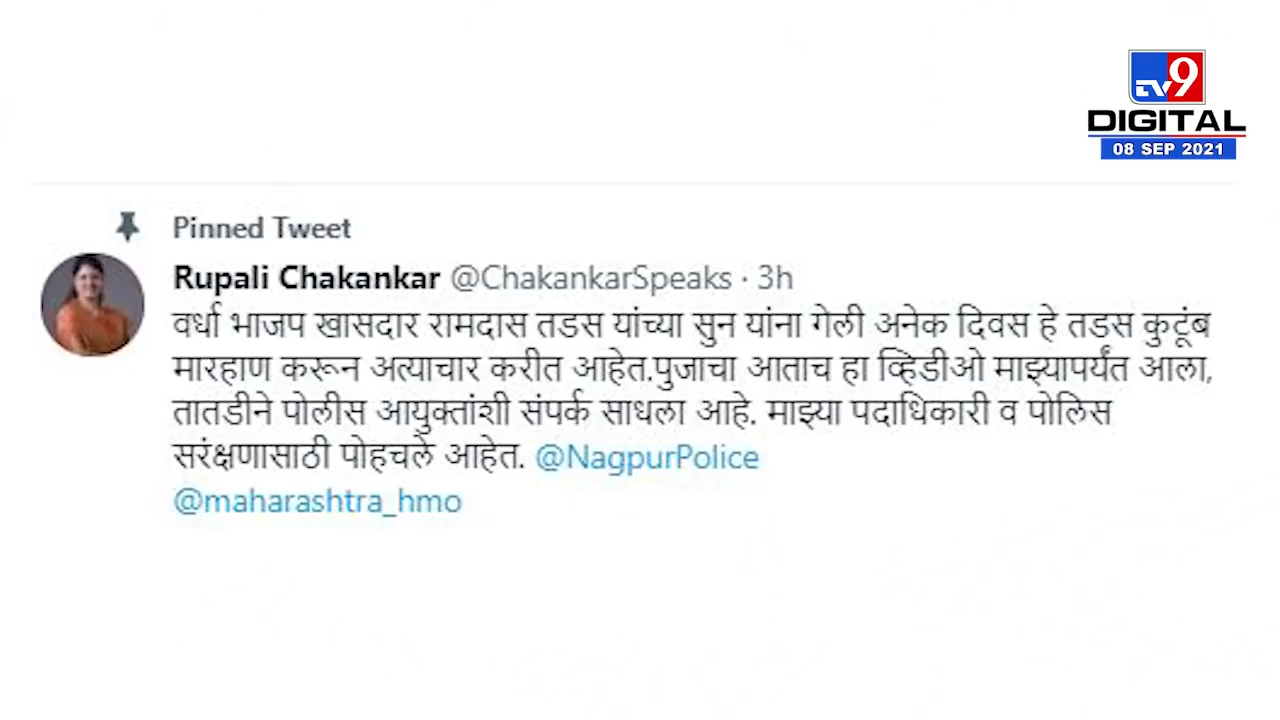 TV9
DIGITAL
08 SEP 2021
Pinned Tweet
Rupali Chakankar @ChakankarSpeaks · 3h
वर्धा भाजप खासदार रामदास तडस यांच्या सुन यांना गेली अनेक दिवस हे तडस कुटूंब
मारहाण करून अत्याचार करीत आहेत.पुजाचा आताच हा व्हिडीओ माझ्यापर्यंत आला,
तातडीने पोलीस आयुक्तांशी संपर्क साधला आहे. माझ्या पदाधिकारी व पोलिस
सरंक्षणासाठी पोहचले आहेत. @NagpurPolice
@maharashtra_hmo